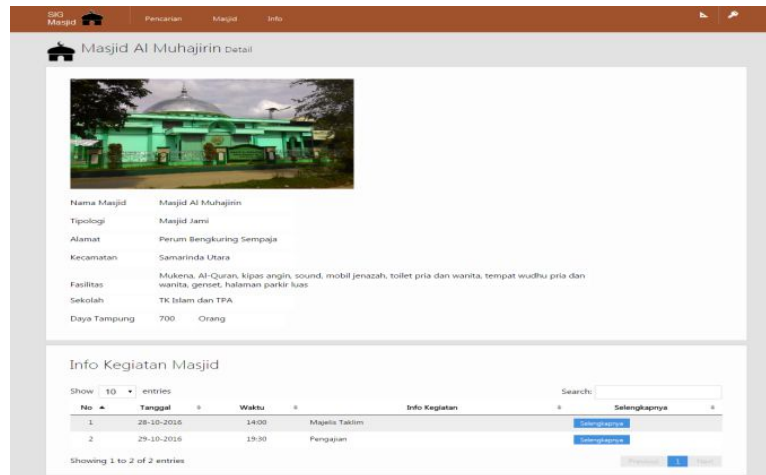 SIG
Masjid
Pencarian Masjid Info
Masjid Al Muhajirin Detail
Nama Masjid Masjid Al Muhajirin
Tipologi Masjid Jami
Alamat Perum Bengkuring Sempaja
Kecamatan Samarinda Utara
Fasilitas Mukena, Al-Quran, kipas angin, sound, mobil jenazah, toilet pria dan wanita, tempat wudhu pria dan
wanita, genset, halaman parkir luas
Sekolah TK Islam dan TPA
Daya Tampung 700 Orang
Info Kegiatan Masjid
Show 10 entries Search:
No Tanggal Waktu Info Kegiatan Selengkapnya
1 28-10-2016 14:00 Majelis Taklim Selengkapnya
2 29-10-2016 19:30 Pengajian Selengkapnya
Showing 1 to 2 of 2 entries Previous 1 Next